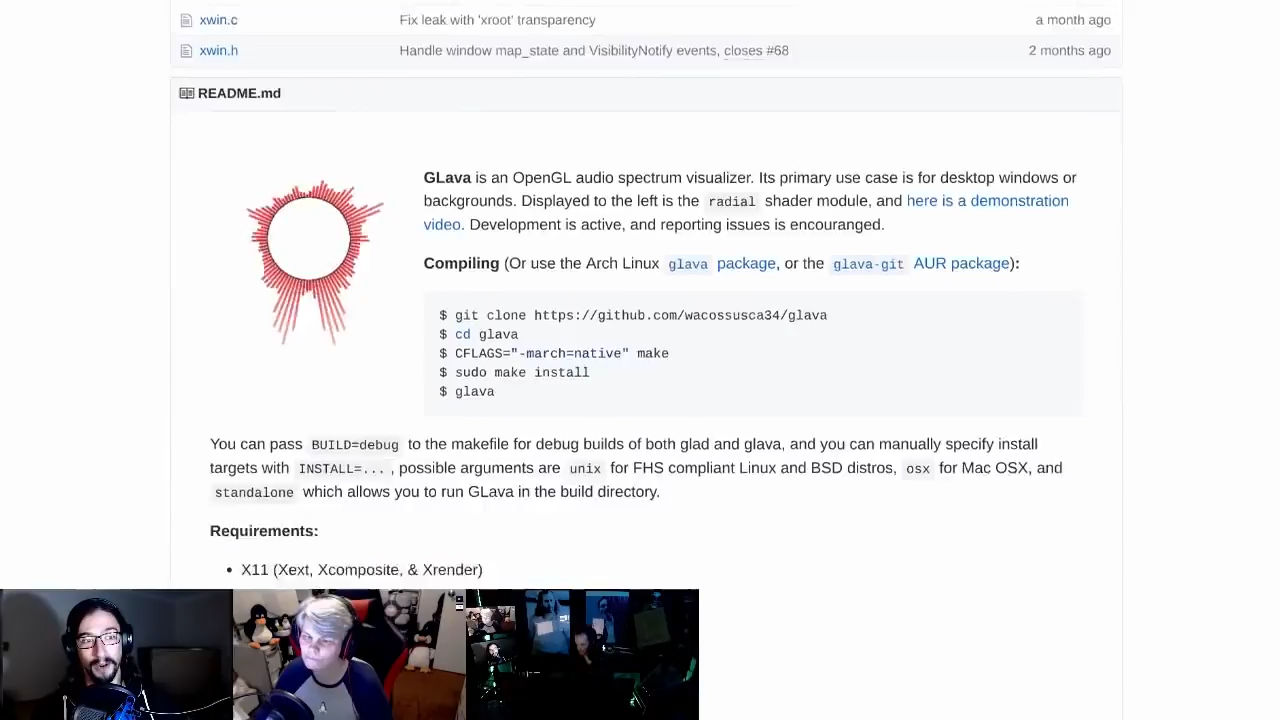 xwin.c Fix leak with 'xroot' transparency a month ago
xwin.h Handle window map_state and VisibilityNotify events, closes #68 2 months ago
README.md
GLava is an OpenGL audio spectrum visualizer. Its primary use case is for desktop windows or
backgrounds. Displayed to the left is the radial shader module, and here is a demonstration
video. Development is active, and reporting issues is encouraged.
Compiling (Or use the Arch Linux glava package, or the glava-git AUR package):
$ git clone https://github.com/wacossusca34/glava
$ cd glava
$ CFLAGS="-march=native" make
$ sudo make install
$ glava
You can pass BUILD=debug to the makefile for debug builds of both glad and glava, and you can manually specify install
targets with INSTALL=..., possible arguments are unix for FHS compliant Linux and BSD distros, osx for Mac OSX, and
standalone which allows you to run GLava in the build directory.
Requirements:
• X11 (Xext, Xcomposite, & Xrender)